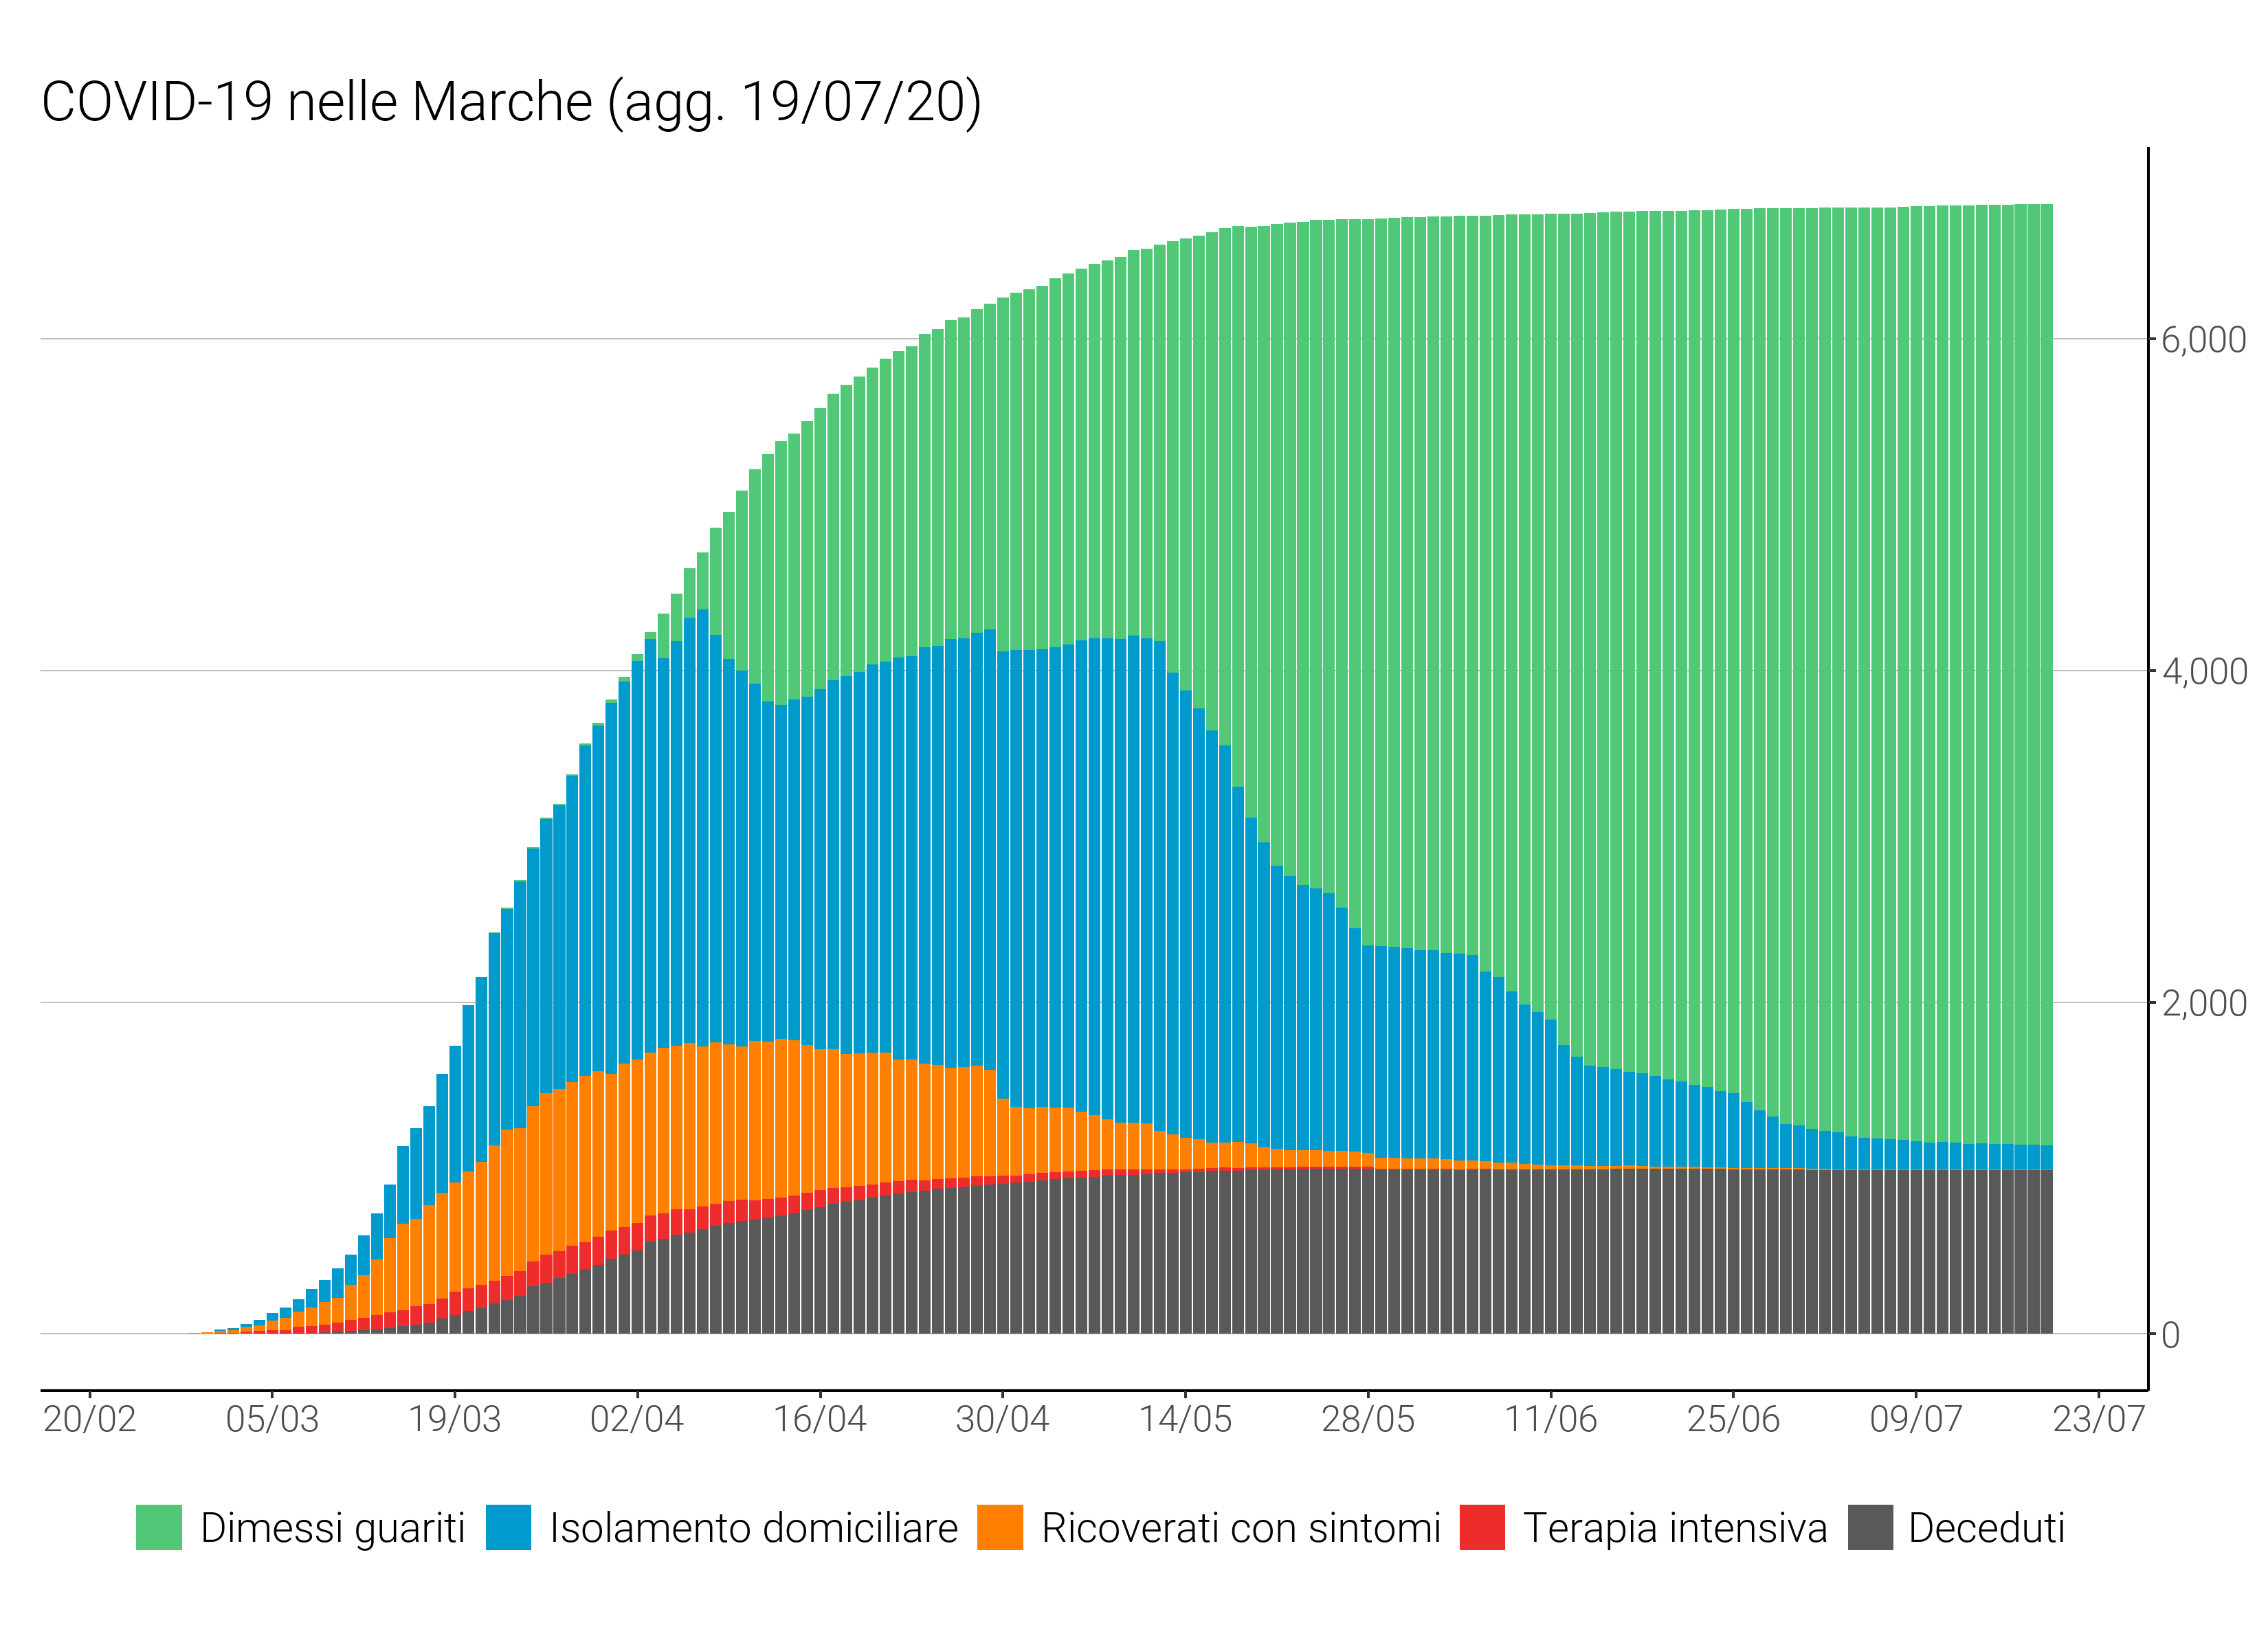 COVID-19 nelle Marche (agg. 19/07/20)
6,000
4,000
2,000
0
20/02 05/03 19/03 02/04 16/04 30/04 14/05 28/05 11/06 25/06 09/07 23/07
Dimessi guariti Isolamento domiciliare Ricoverati con sintomi Terapia intensiva Deceduti